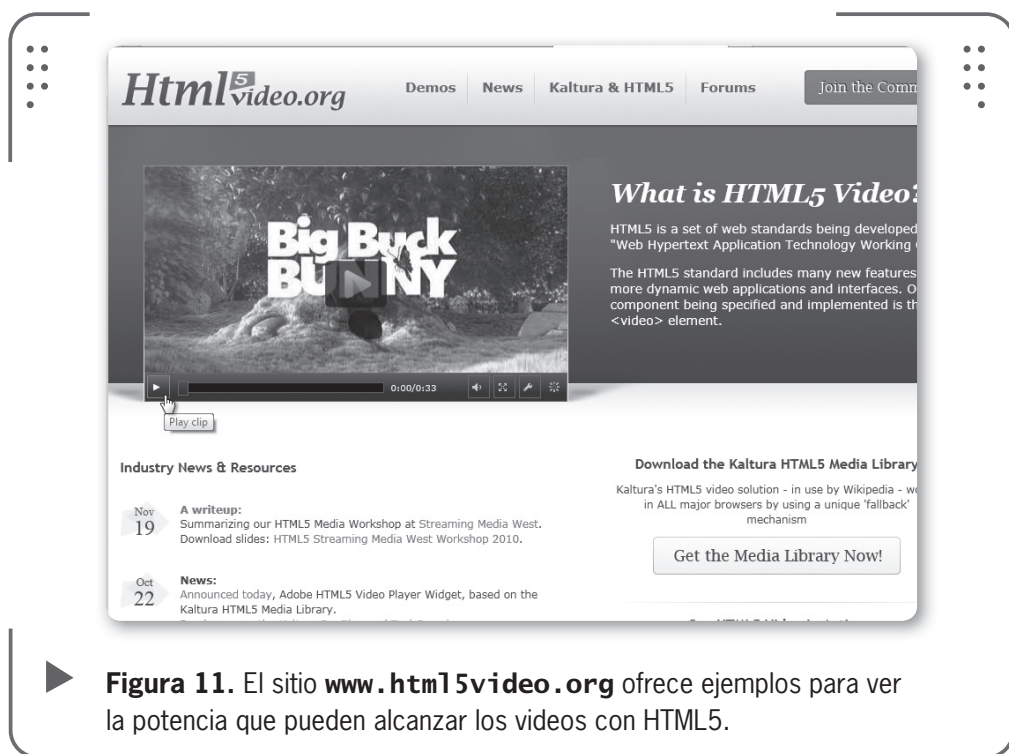 Html5video.org
Demos News Kaltura & HTML5 Forums
Join the Comm
Big Buck
BUNNY
0:00/0:33
Play clip
What is HTML5 Video?
HTML5 is a set of web standards being developed
"Web Hypertext Application Technology Working
The HTML5 standard includes many new features
more dynamic web applications and interfaces. O
component being specified and implemented is th
<video> element.
Industry News & Resources
Nov
19
A writeup:
Summarizing our HTML5 Media Workshop at Streaming Media West.
Download slides: HTML5 Streaming Media West Workshop 2010.
Oct
22
News:
Announced today, Adobe HTML5 Video Player Widget, based on the
Kaltura HTML5 Media Library.
Download the Kaltura HTML5 Media Library
Kaltura's HTML5 video solution - in use by Wikipedia - wo
in ALL major browsers by using a unique 'fallback'
mechanism
Get the Media Library Now!
Figura 11. El sitio www.html5video.org ofrece ejemplos para ver
la potencia que pueden alcanzar los videos con HTML5.